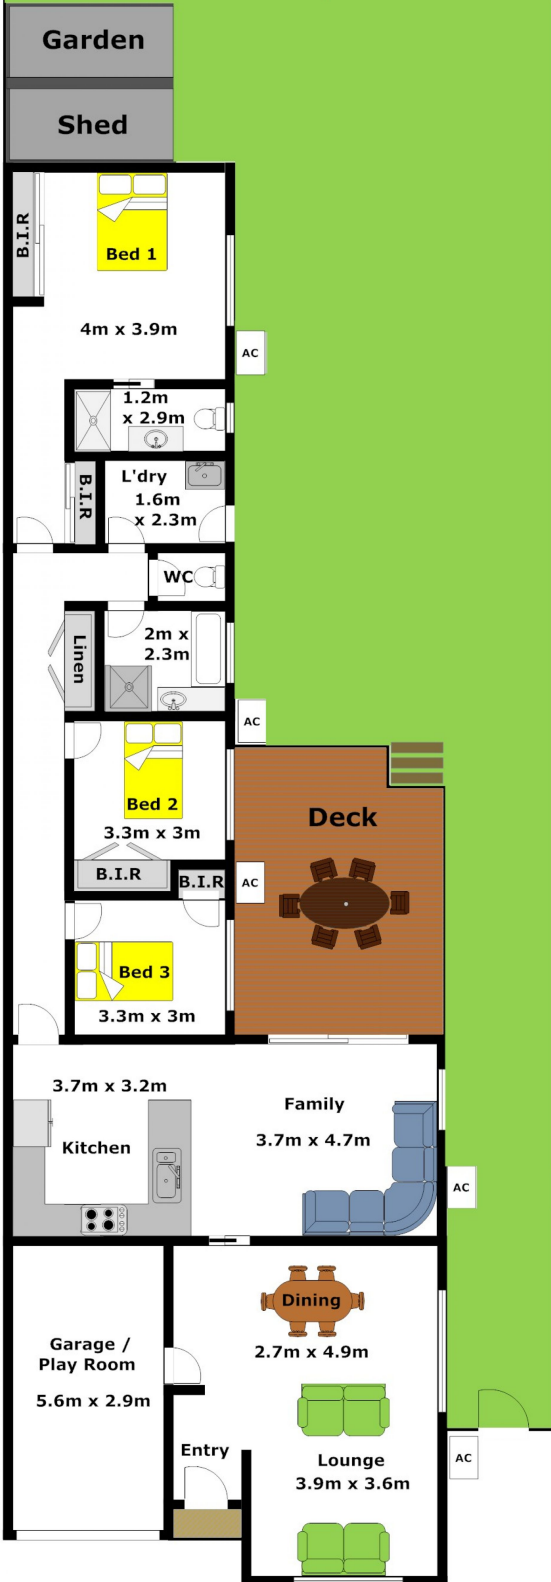 Garden
Shed
B.I.R
Bed 1
4m x 3.9m
AC
1.2m
x 2.9m
B.I.R
L'dry
1.6m
x 2.3m
WC
Linen
2m x
2.3m
AC
Bed 2
3.3m x 3m
B.I.R
B.I.R
AC
Deck
Bed 3
3.3m x 3m
3.7m x 3.2m
Kitchen
Family
3.7m x 4.7m
AC
Dining
2.7m x 4.9m
Garage /
Play Room
5.6m x 2.9m
Entry
Lounge
3.9m x 3.6m
AC